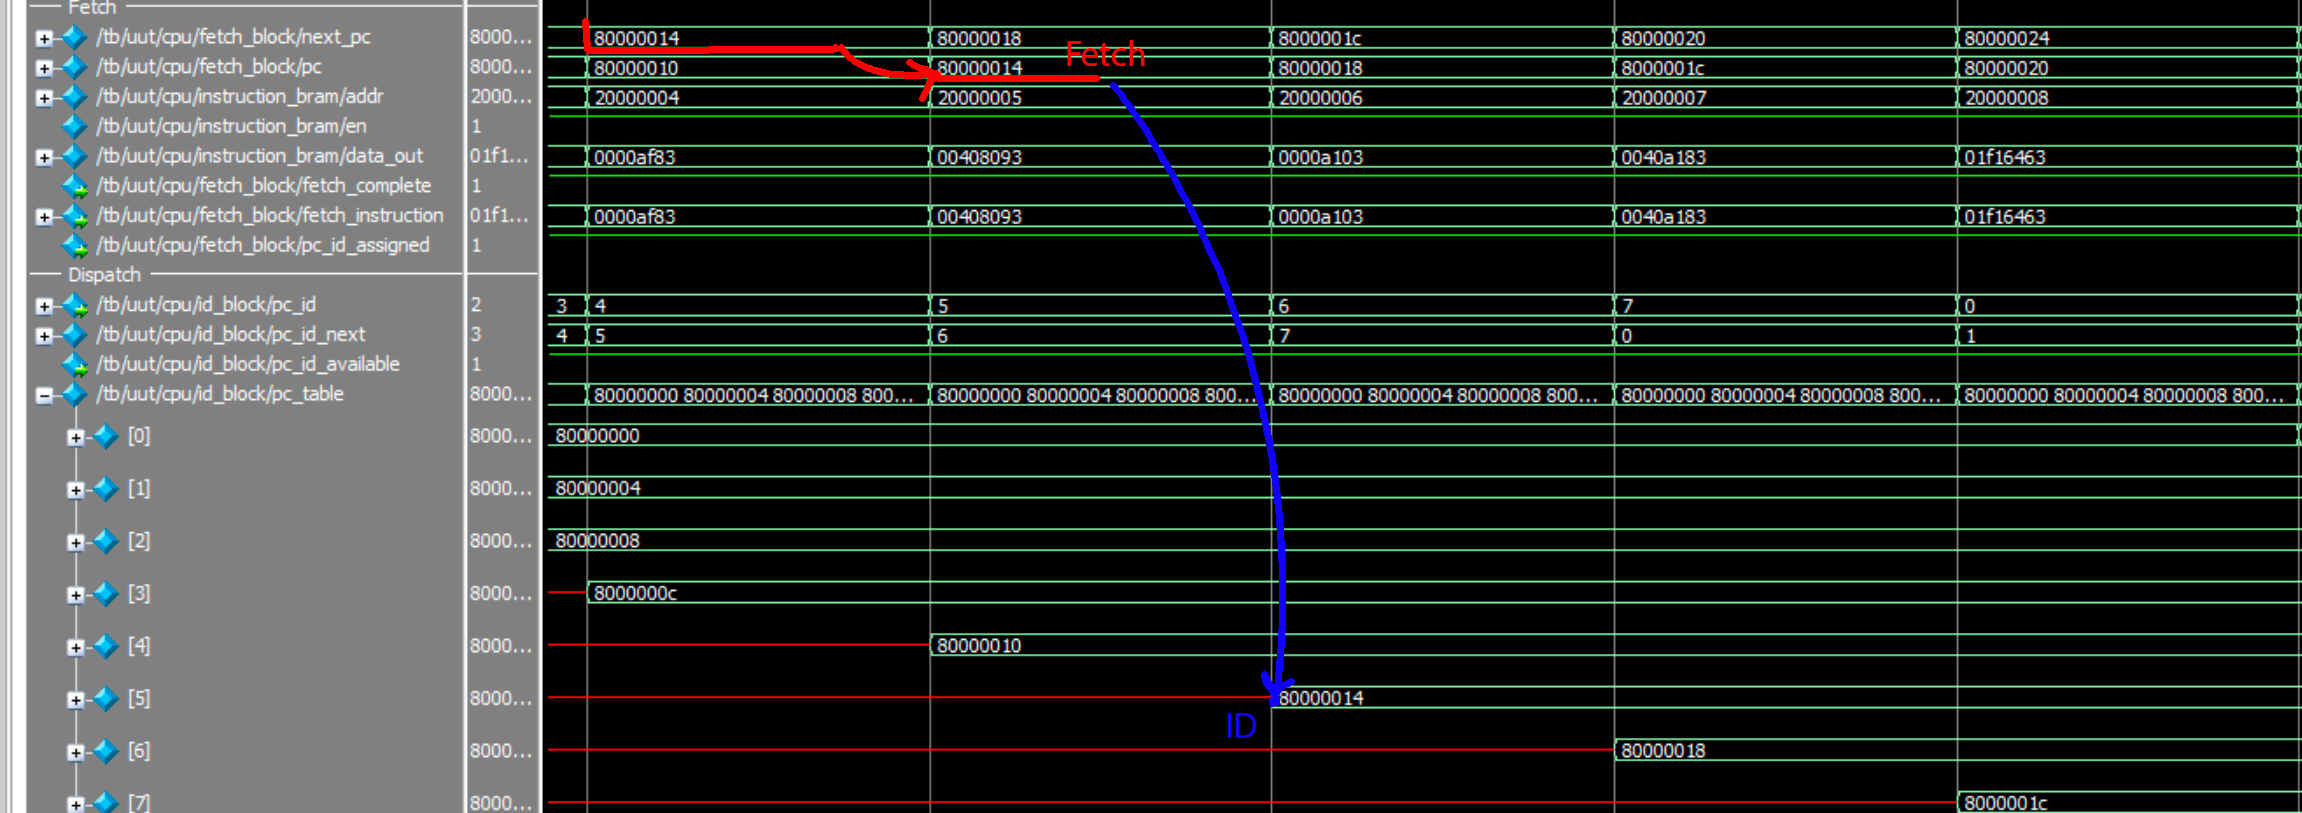 Fetch
/tb/uut/cpu/fetch_block/next_pc 8000... 80000014 80000018 8000001c 80000020 80000024
Fetch
/tb/uut/cpu/fetch_block/pc 8000... 80000010 80000014 80000018 8000001c 80000020
/tb/uut/cpu/instruction_bram/addr 2000... 20000004 20000005 20000006 20000007 20000008
/tb/uut/cpu/instruction_bram/en 1
/tb/uut/cpu/instruction_bram/data_out 01f1... 0000af83 00408093 0000a103 0040a183 01f16463
/tb/uut/cpu/fetch_block/fetch_complete 1
/tb/uut/cpu/fetch_block/fetch_instruction 01f1... 0000af83 00408093 0000a103 0040a183 01f16463
/tb/uut/cpu/fetch_block/pc_id_assigned 1
Dispatch
/tb/uut/cpu/id_block/pc_id 2 3 4 5 6 7 0
/tb/uut/cpu/id_block/pc_id_next 3 4 5 6 7 0 1
/tb/uut/cpu/id_block/pc_id_available 1
/tb/uut/cpu/id_block/pc_table 8000... 80000000 80000004 80000008 800... 80000000 80000004 80000008 800... 80000000 80000004 80000008 800... 80000000 80000004 80000008 800... 80000000 80000004 80000008 800...
[0] 8000... 80000000
[1] 8000... 80000004
[2] 8000... 80000008
[3] 8000... 8000000c
[4] 8000... 80000010
[5] 8000... 80000014
ID
[6] 8000... 80000018
[7] 8000... 8000001c